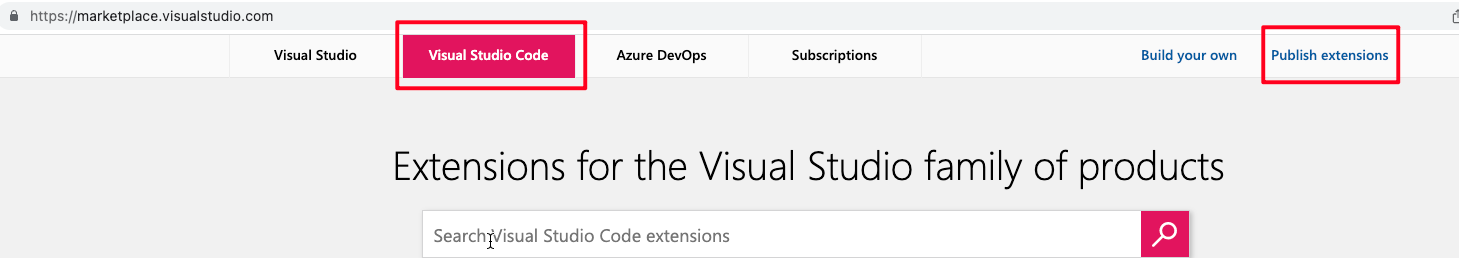 https://marketplace.visualstudio.com
Visual Studio Visual Studio Code Azure DevOps Subscriptions Build your own Publish extensions
Extensions for the Visual Studio family of products
Search Visual Studio Code extensions